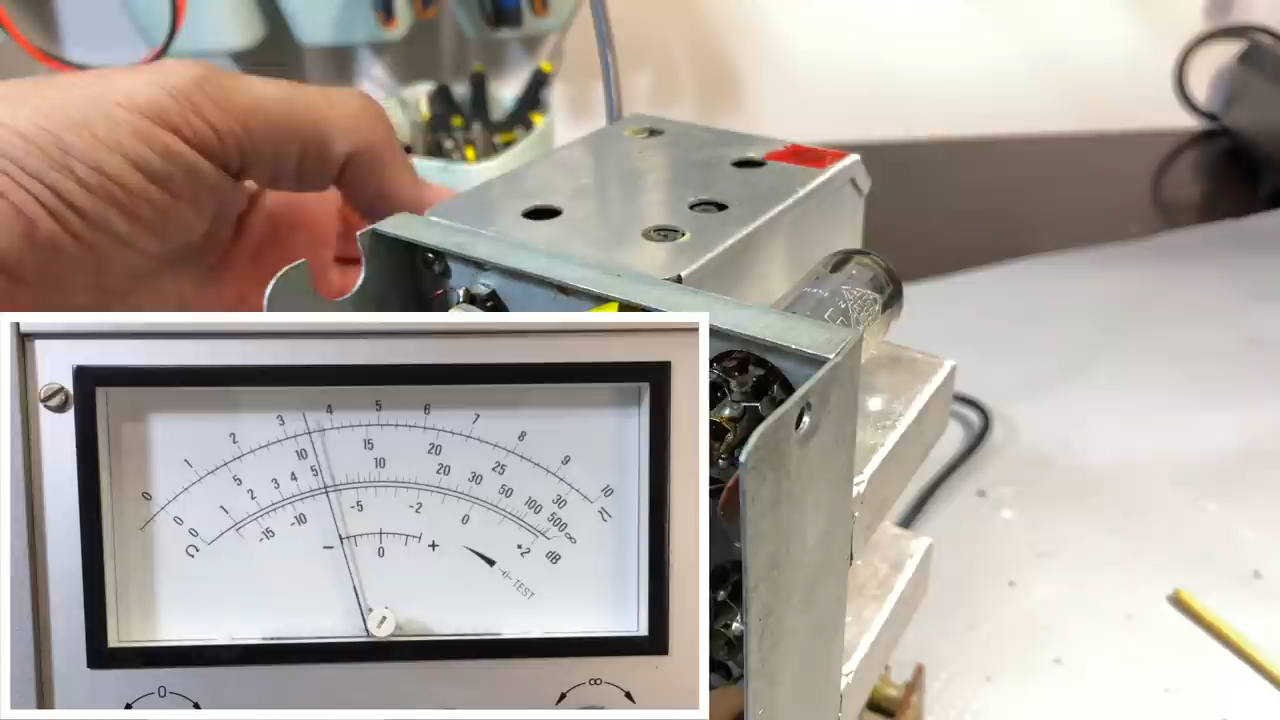 0 1 2 3 4 5 6 7 8 9 10
0 5 10 15 20 25 30
Ω 0 1 2 3 4 5 10 20 30 50 100 500 ∞
-15 -10 -5 -2 0 +2 dB
- 0 +
TEST
0 ∞